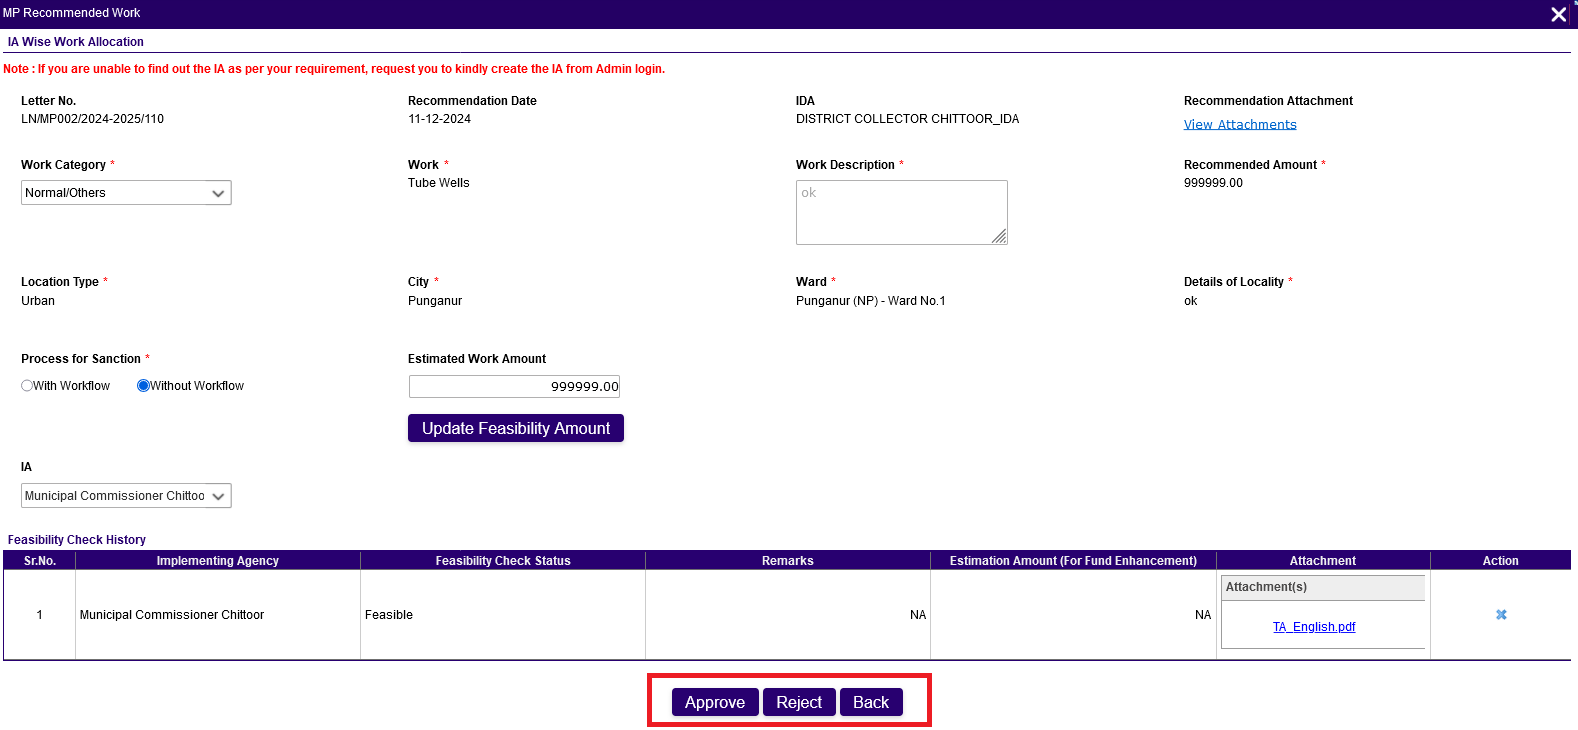 MP Recommended Work
IA Wise Work Allocation
Note : If you are unable to find out the IA as per your requirement, request you to kindly create the IA from Admin login.
Letter No. Recommendation Date IDA Recommendation Attachment
LN/MP002/2024-2025/110 11-12-2024 DISTRICT COLLECTOR CHITTOOR_IDA View Attachments
Work Category * Work * Work Description * Recommended Amount *
Normal/Others Tube Wells ok 999999.00
Location Type * City * Ward * Details of Locality *
Urban Punganur Punganur (NP) - Ward No.1 ok
Process for Sanction * Estimated Work Amount
With Workflow Without Workflow 999999.00
Update Feasibility Amount
IA
Municipal Commissioner Chittoo
Feasibility Check History
Sr.No. Implementing Agency Feasibility Check Status Remarks Estimation Amount (For Fund Enhancement) Attachment Action
Attachment(s)
1 Municipal Commissioner Chittoor Feasible NA NA
TA_English.pdf
Approve Reject Back